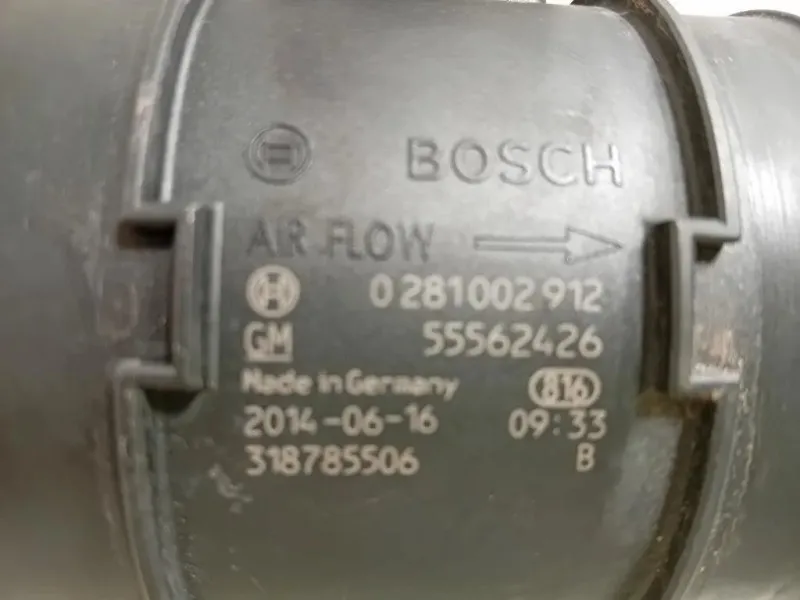 BOSCH
AIR FLOW
0 281 002 912
GM 55562426
Made in Germany 816
2014-06-16 09:33
318785506 B